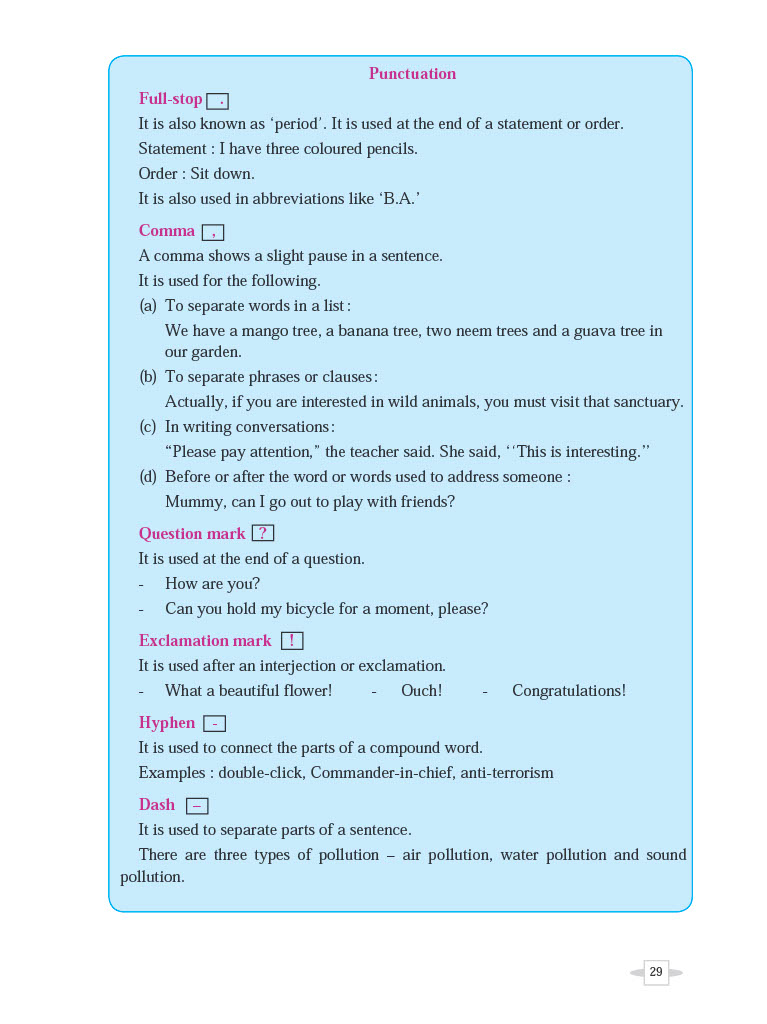 Punctuation
Full-stop .
It is also known as ‘period’. It is used at the end of a statement or order.
Statement : I have three coloured pencils.
Order : Sit down.
It is also used in abbreviations like ‘B.A.’
Comma ,
A comma shows a slight pause in a sentence.
It is used for the following.
(a) To separate words in a list :
We have a mango tree, a banana tree, two neem trees and a guava tree in
our garden.
(b) To separate phrases or clauses :
Actually, if you are interested in wild animals, you must visit that sanctuary.
(c) In writing conversations :
“Please pay attention,” the teacher said. She said, ‘‘This is interesting.’’
(d) Before or after the word or words used to address someone :
Mummy, can I go out to play with friends?
Question mark ?
It is used at the end of a question.
- How are you?
- Can you hold my bicycle for a moment, please?
Exclamation mark !
It is used after an interjection or exclamation.
- What a beautiful flower! - Ouch! - Congratulations!
Hyphen -
It is used to connect the parts of a compound word.
Examples : double-click, Commander-in-chief, anti-terrorism
Dash –
It is used to separate parts of a sentence.
There are three types of pollution – air pollution, water pollution and sound
pollution.
29